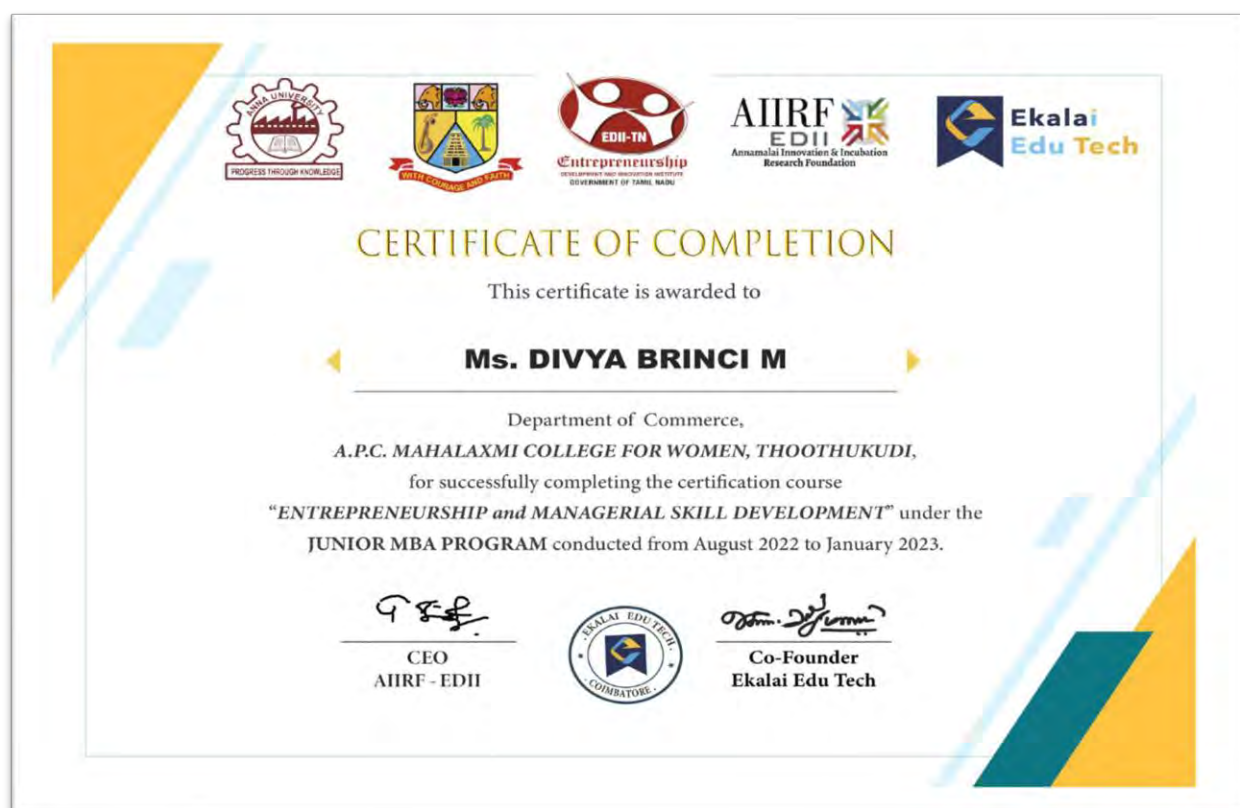 ANNA UNIVERSITY
PROGRESS THROUGH KNOWLEDGE
WITH COURAGE AND FAITH
EDII-TN
Entrepreneurship
DEVELOPMENT AND INNOVATION INSTITUTE
GOVERNMENT OF TAMIL NADU
AIIRF
EDII
Annamalai Innovation & Incubation
Research Foundation
Ekalai
Edu Tech
CERTIFICATE OF COMPLETION
This certificate is awarded to
Ms. DIVYA BRINCI M
Department of Commerce,
A.P.C. MAHALAXMI COLLEGE FOR WOMEN, THOOTHUKUDI,
for successfully completing the certification course
“ENTREPRENEURSHIP and MANAGERIAL SKILL DEVELOPMENT” under the
JUNIOR MBA PROGRAM conducted from August 2022 to January 2023.
CEO
AIIRF - EDII
EKALAI EDU TECH
COIMBATORE
Co-Founder
Ekalai Edu Tech